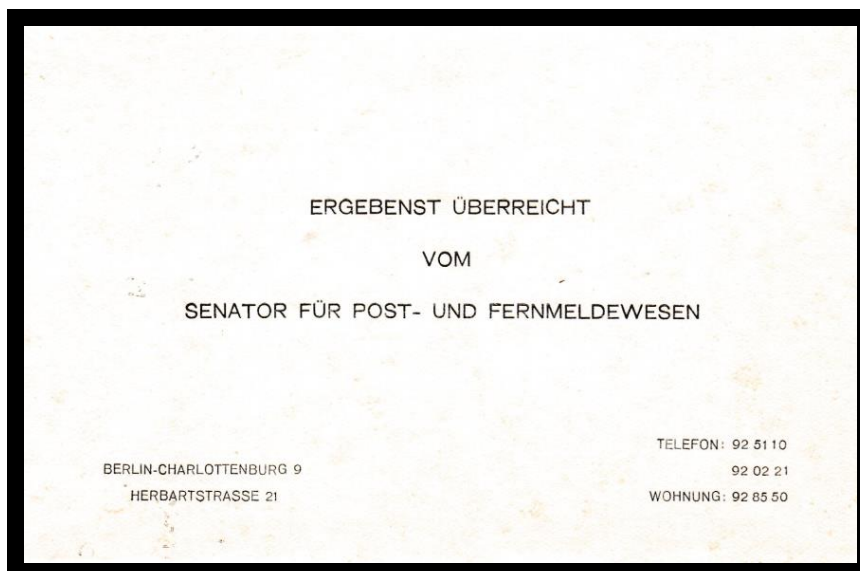 ERGEBENST ÜBERREICHT
VOM
SENATOR FÜR POST- UND FERNMELDEWESEN
BERLIN-CHARLOTTENBURG 9
HERBARTSTRASSE 21
TELEFON: 92 51 10
92 02 21
WOHNUNG: 92 85 50